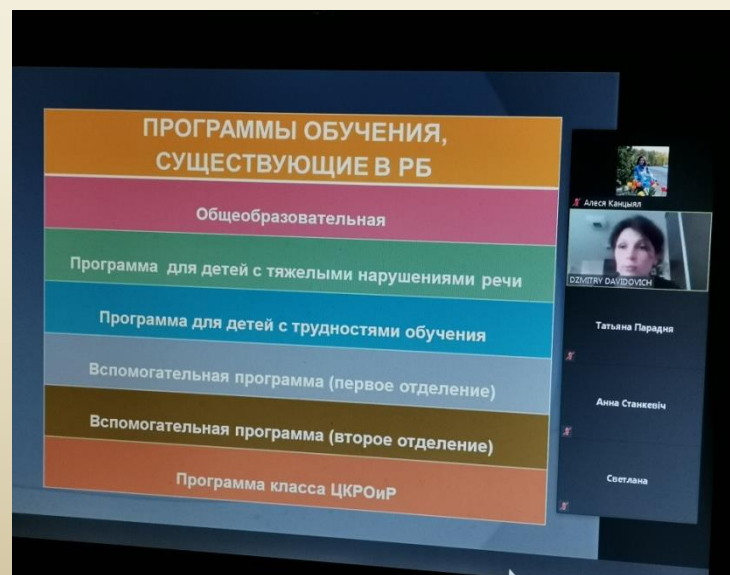 ПРОГРАММЫ ОБУЧЕНИЯ,
СУЩЕСТВУЮЩИЕ В РБ
Общеобразовательная
Программа для детей с тяжелыми нарушениями речи
Программа для детей с трудностями обучения
Вспомогательная программа (первое отделение)
Вспомогательная программа (второе отделение)
Программа класса ЦКРОиР
Алеся Канцыял
DZMITRY DAVIDOVICH
Татьяна Парадня
Анна Станкевіч
Светлана